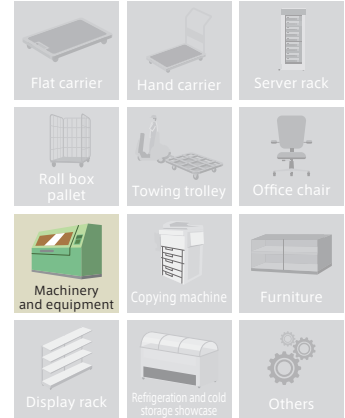 Flat carrier
Hand carrier
Server rack
Roll box
pallet
Towing trolley
Office chair
Machinery
and equipment
Copying machine
Furniture
Display rack
Refrigeration and cold
storage showcase
Others